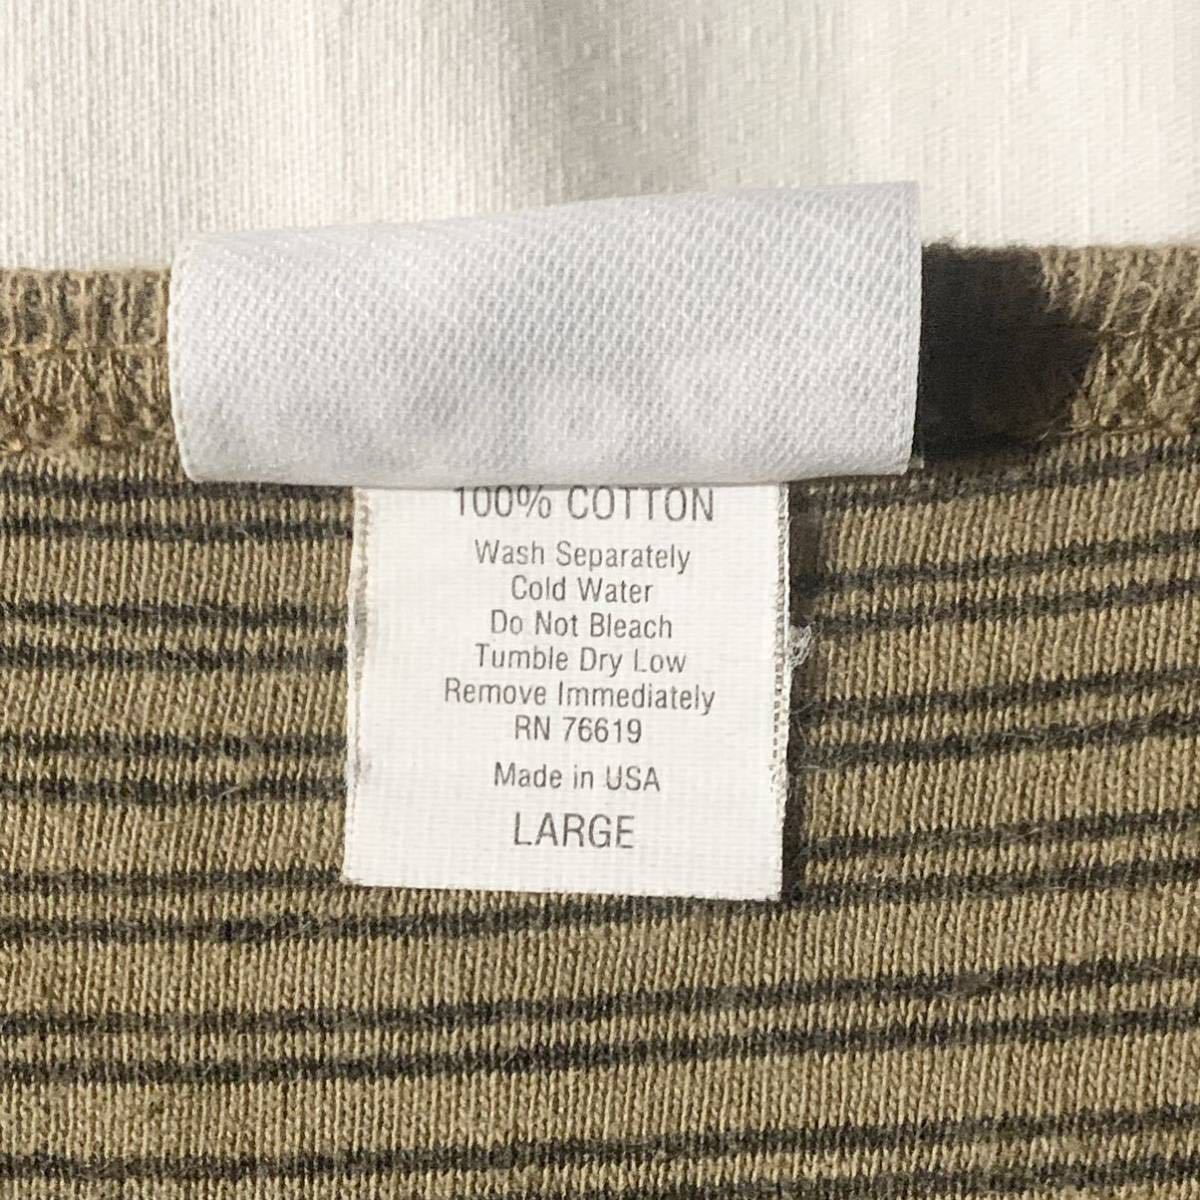 100% COTTON
Wash Separately
Cold Water
Do Not Bleach
Tumble Dry Low
Remove Immediately
RN 76619
Made in USA
LARGE